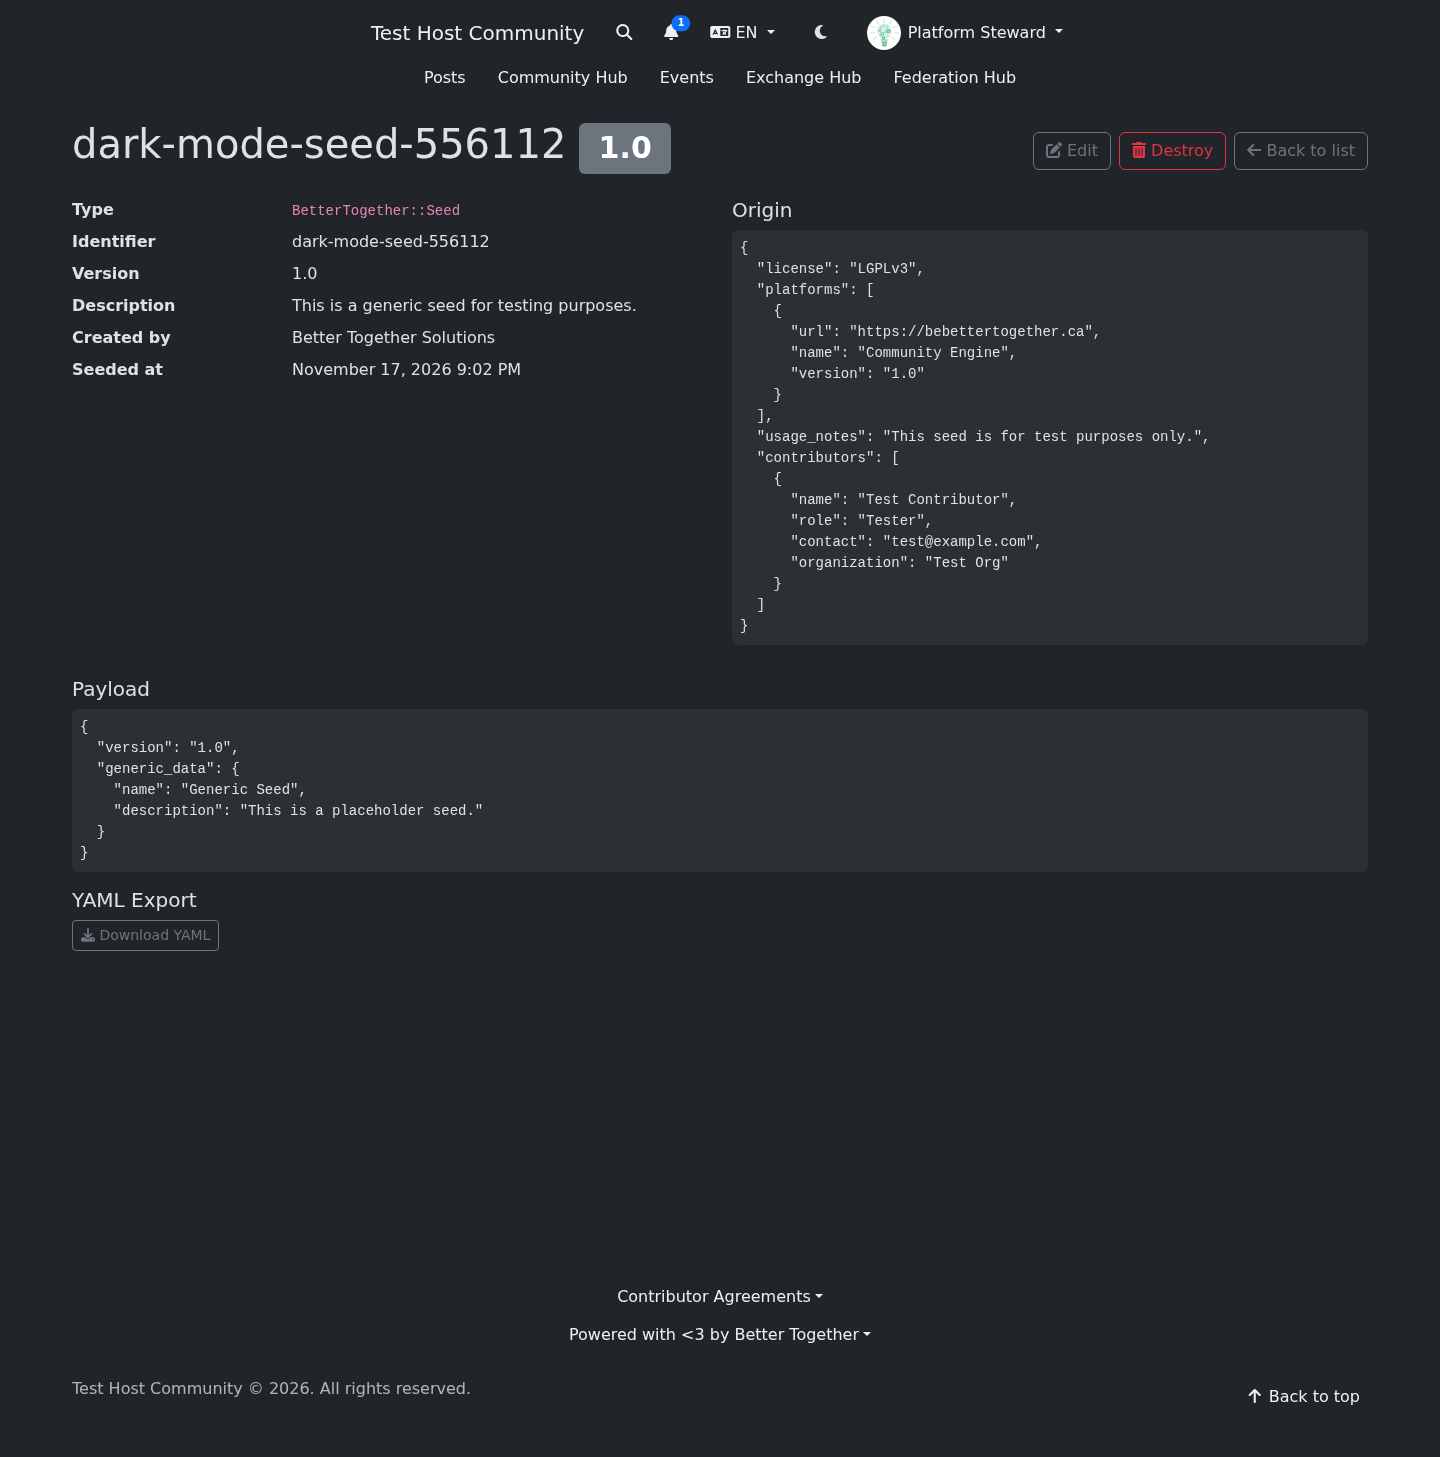 Test Host Community
1
EN
Platform Steward
Posts
Community Hub
Events
Exchange Hub
Federation Hub
dark-mode-seed-556112 1.0
Edit
Destroy
Back to list
Type BetterTogether::Seed
Identifier dark-mode-seed-556112
Version 1.0
Description This is a generic seed for testing purposes.
Created by Better Together Solutions
Seeded at November 17, 2026 9:02 PM
Origin
{
  "license": "LGPLv3",
  "platforms": [
    {
      "url": "https://bebettertogether.ca",
      "name": "Community Engine",
      "version": "1.0"
    }
  ],
  "usage_notes": "This seed is for test purposes only.",
  "contributors": [
    {
      "name": "Test Contributor",
      "role": "Tester",
      "contact": "test@example.com",
      "organization": "Test Org"
    }
  ]
}
Payload
{
  "version": "1.0",
  "generic_data": {
    "name": "Generic Seed",
    "description": "This is a placeholder seed."
  }
}
YAML Export
Download YAML
Contributor Agreements
Powered with <3 by Better Together
Test Host Community © 2026. All rights reserved.
Back to top